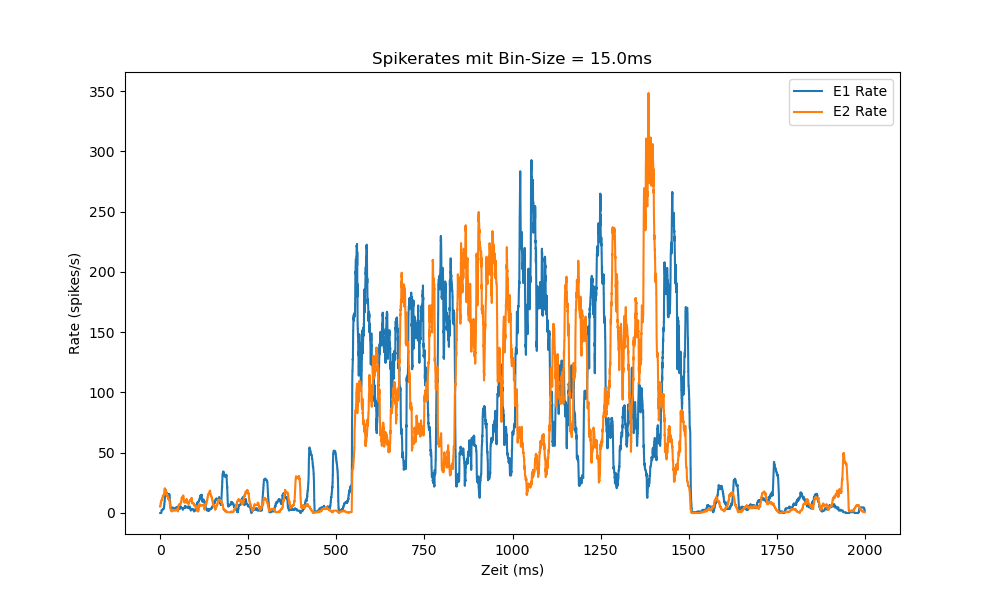 Spikerates mit Bin-Size = 15.0ms
E1 Rate
E2 Rate
Rate (spikes/s)
350
300
250
200
150
100
50
0
0 250 500 750 1000 1250 1500 1750 2000
Zeit (ms)